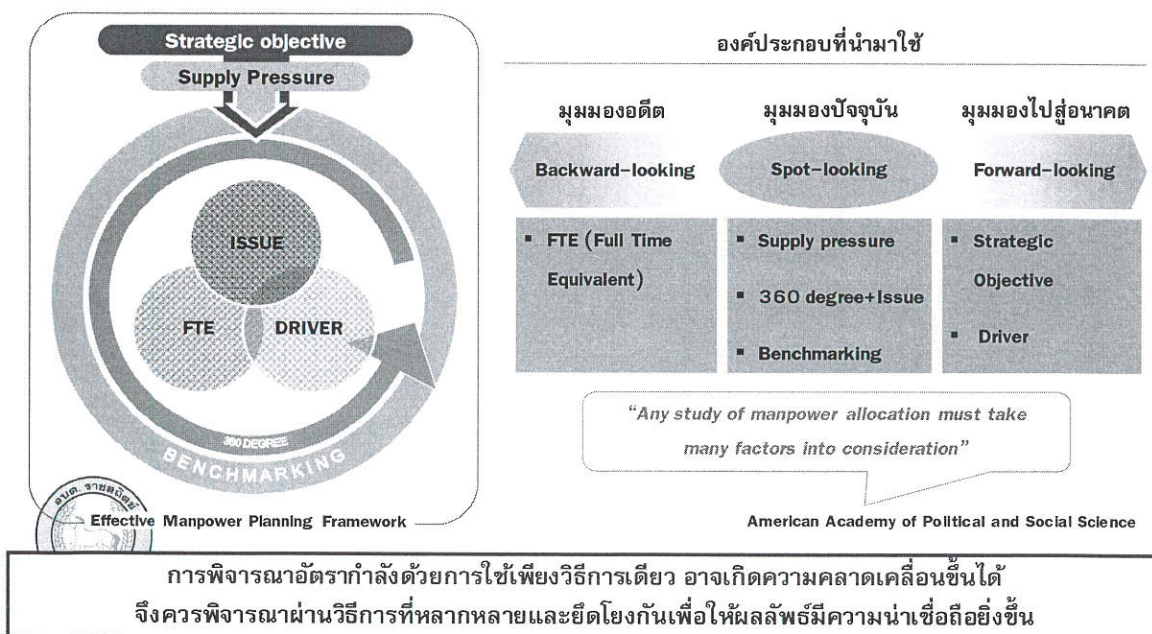 Strategic objective
Supply Pressure
ISSUE
FTE
DRIVER
360 DEGREE
BENCHMARKING
อบต. ราชสถิตย์
Effective Manpower Planning Framework
องค์ประกอบที่นำมาใช้
มุมมองอดีต
มุมมองปัจจุบัน
มุมมองไปสู่อนาคต
Backward-looking
Spot-looking
Forward-looking
▪ FTE (Full Time
Equivalent)
▪ Supply pressure
▪ 360 degree+Issue
▪ Benchmarking
▪ Strategic
Objective
▪ Driver
"Any study of manpower allocation must take
many factors into consideration"
American Academy of Political and Social Science
การพิจารณาอัตรากำลังด้วยการใช้เพียงวิธีการเดียว อาจเกิดความคลาดเคลื่อนขึ้นได้
จึงควรพิจารณาผ่านวิธีการที่หลากหลายและยึดโยงกันเพื่อให้ผลลัพธ์มีความน่าเชื่อถือยิ่งขึ้น